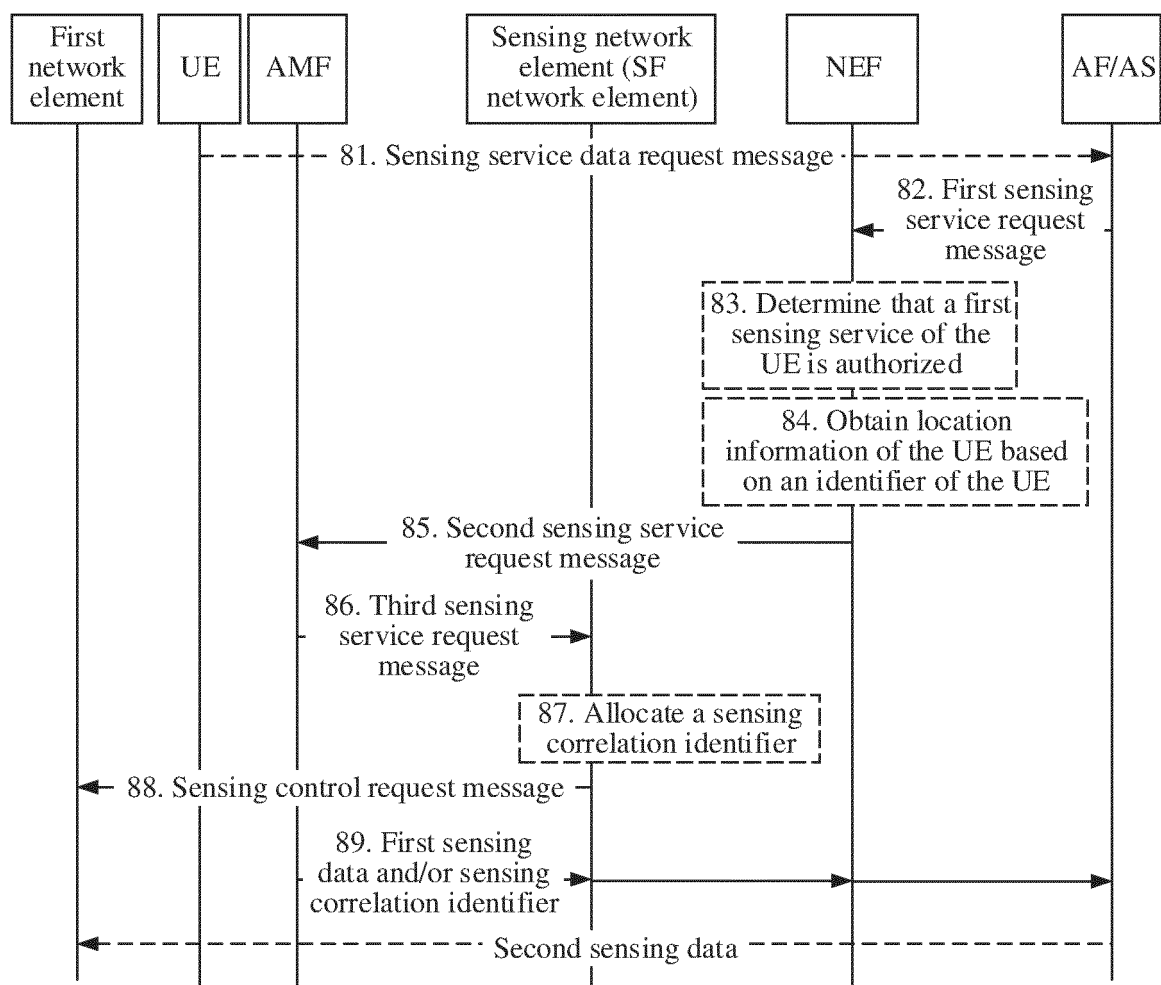 First
network
element
UE
AMF
Sensing network
element (SF
network element)
NEF
AF/AS
81. Sensing service data request message
82. First sensing
service request
message
83. Determine that a first
sensing service of the
UE is authorized
84. Obtain location
information of the UE based
on an identifier of the UE
85. Second sensing service
request message
86. Third sensing
service request
message
87. Allocate a sensing
correlation identifier
88. Sensing control request message
89. First sensing
data and/or sensing
correlation identifier
Second sensing data